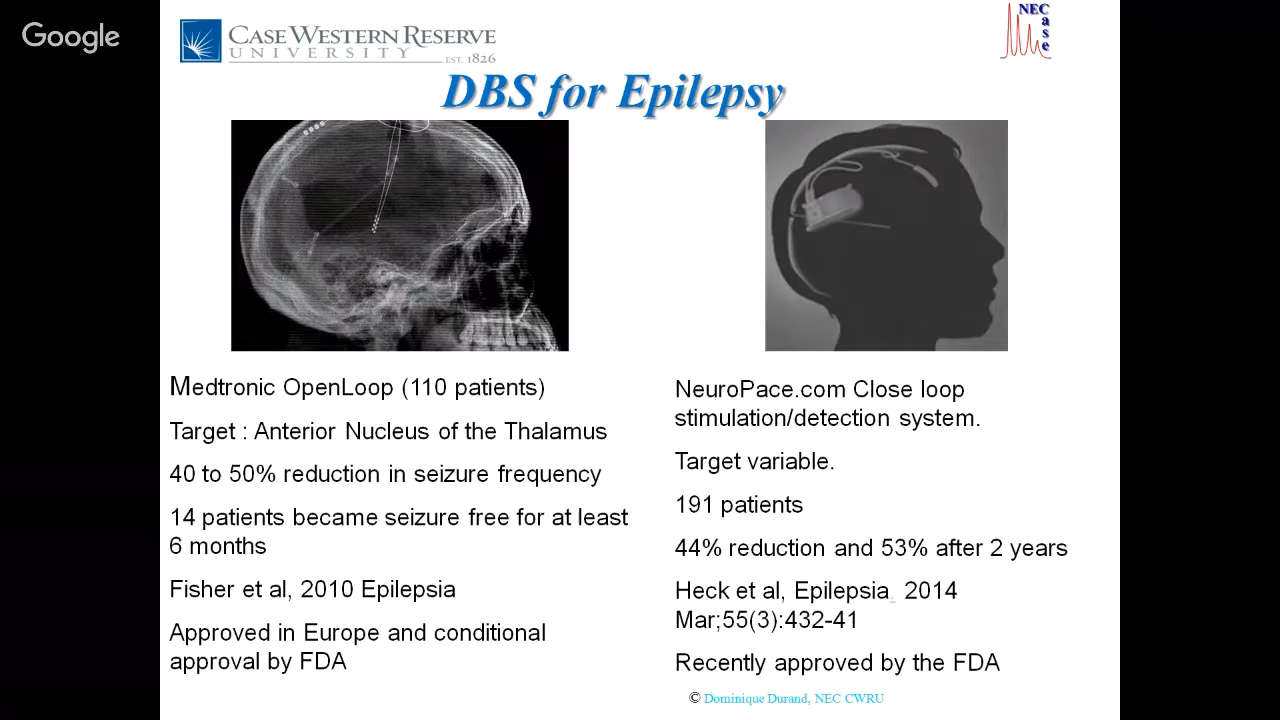 Google
CASE WESTERN RESERVE
UNIVERSITY EST. 1826
NEC
case
DBS for Epilepsy
Medtronic OpenLoop (110 patients)
Target : Anterior Nucleus of the Thalamus
40 to 50% reduction in seizure frequency
14 patients became seizure free for at least
6 months
Fisher et al, 2010 Epilepsia
Approved in Europe and conditional
approval by FDA
NeuroPace.com Close loop
stimulation/detection system.
Target variable.
191 patients
44% reduction and 53% after 2 years
Heck et al, Epilepsia. 2014
Mar;55(3):432-41
Recently approved by the FDA
© Dominique Durand, NEC CWRU